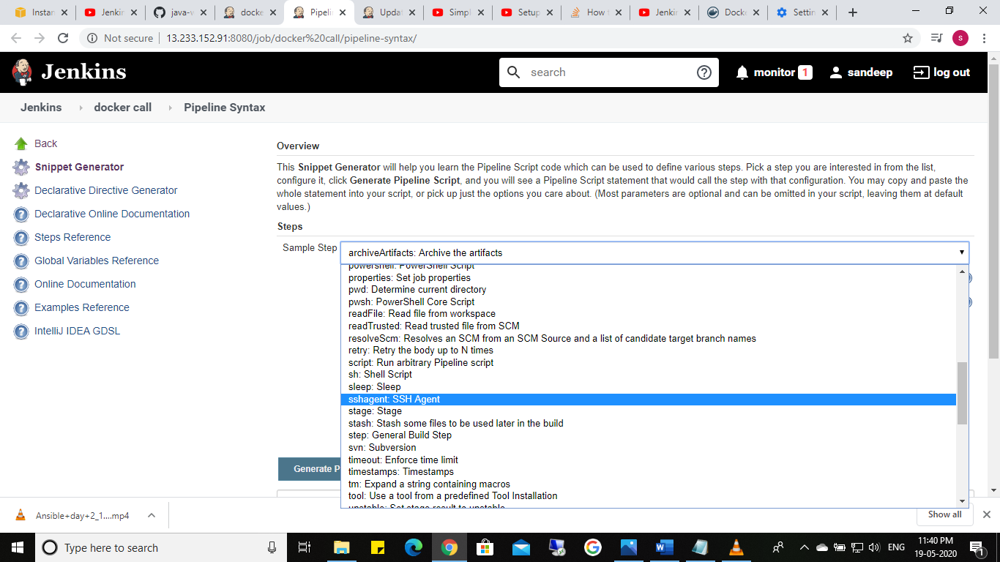 Instan
Jenki
java-w
docke
Pipeli
Updat
Simpl
Setup
How t
Jenki
Docke
Settin
Not secure
13.233.152.91:8080/job/docker%20call/pipeline-syntax/
s
Jenkins
search
monitor 1
sandeep
log out
Jenkins
docker call
Pipeline Syntax
Back
Snippet Generator
Declarative Directive Generator
Declarative Online Documentation
Steps Reference
Global Variables Reference
Online Documentation
Examples Reference
IntelliJ IDEA GDSL
Overview
This Snippet Generator will help you learn the Pipeline Script code which can be used to define various steps. Pick a step you are interested in from the list,
configure it, click Generate Pipeline Script, and you will see a Pipeline Script statement that would call the step with that configuration. You may copy and paste the
whole statement into your script, or pick up just the options you care about. (Most parameters are optional and can be omitted in your script, leaving them at default
values.)
Steps
Sample Step
archiveArtifacts: Archive the artifacts
powershell: PowerShell Script
properties: Set job properties
pwd: Determine current directory
pwsh: PowerShell Core Script
readFile: Read file from workspace
readTrusted: Read trusted file from SCM
resolveScm: Resolves an SCM from an SCM Source and a list of candidate target branch names
retry: Retry the body up to N times
script: Run arbitrary Pipeline script
sh: Shell Script
sleep: Sleep
sshagent: SSH Agent
stage: Stage
stash: Stash some files to be used later in the build
step: General Build Step
svn: Subversion
timeout: Enforce time limit
timestamps: Timestamps
tm: Expand a string containing macros
tool: Use a tool from a predefined Tool Installation
unstable: Set stage result to unstable
Generate P
Ansible+day+2_1....mp4
Show all
Type here to search
ENG
11:40 PM
19-05-2020
1